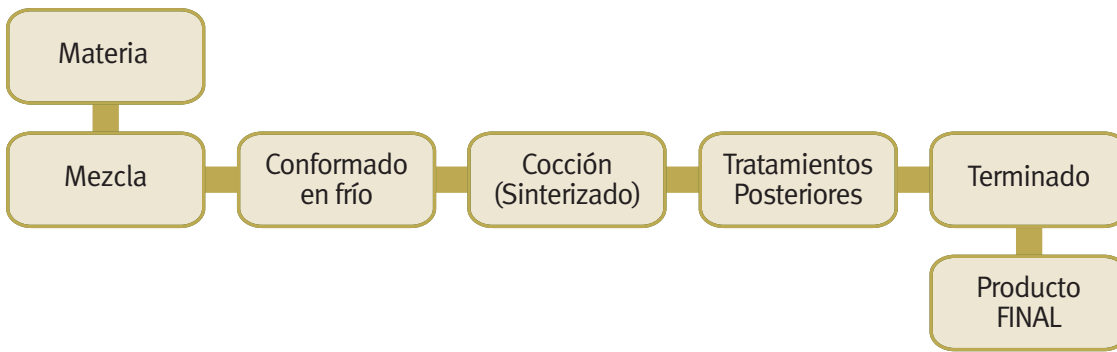 Materia
Mezcla
Conformado
en frío
Cocción
(Sinterizado)
Tratamientos
Posteriores
Terminado
Producto
FINAL